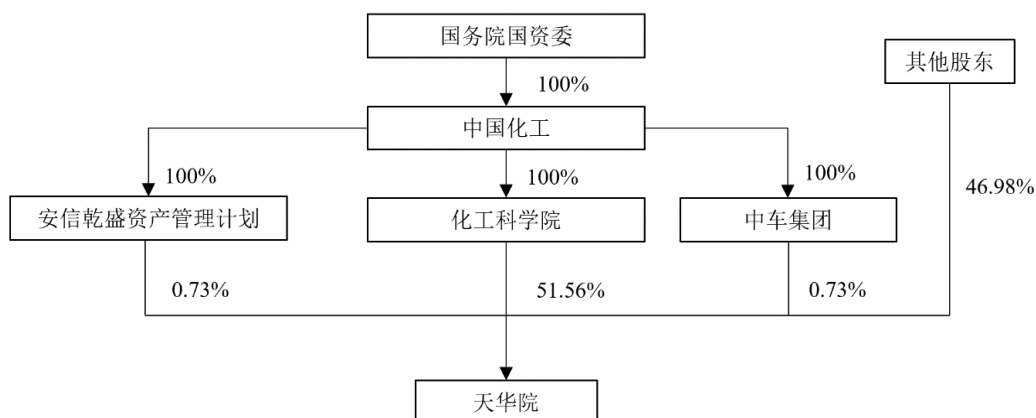 国务院国资委
其他股东
100%
中国化工
100%
100%
100%
46.98%
安信乾盛资产管理计划
化工科学院
中车集团
0.73%
51.56%
0.73%
天华院